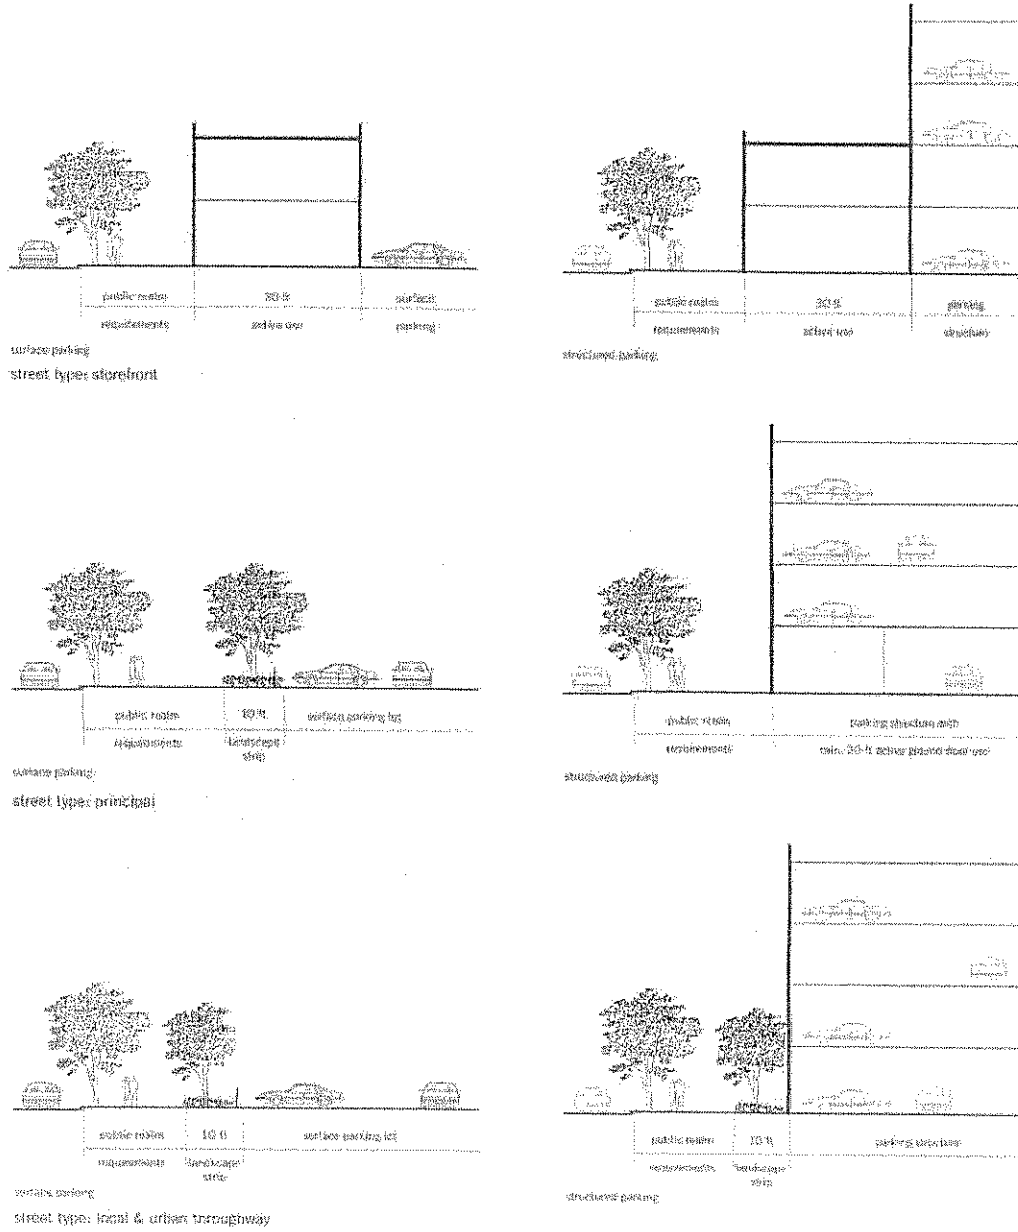 public realm 30 ft surface
requirements active use parking
surface parking
street type: storefront
public realm 30 ft parking
requirements active use structure
structured parking
public realm 10 ft surface parking lot
requirements landscape
strip
surface parking
street type: principal
public realm parking structure with
requirements min. 30 ft active ground floor use
structured parking
public realm 10 ft surface parking lot
requirements landscape
strip
surface parking
street type: local & urban throughway
public realm 10 ft parking structure
requirements landscape
strip
structured parking